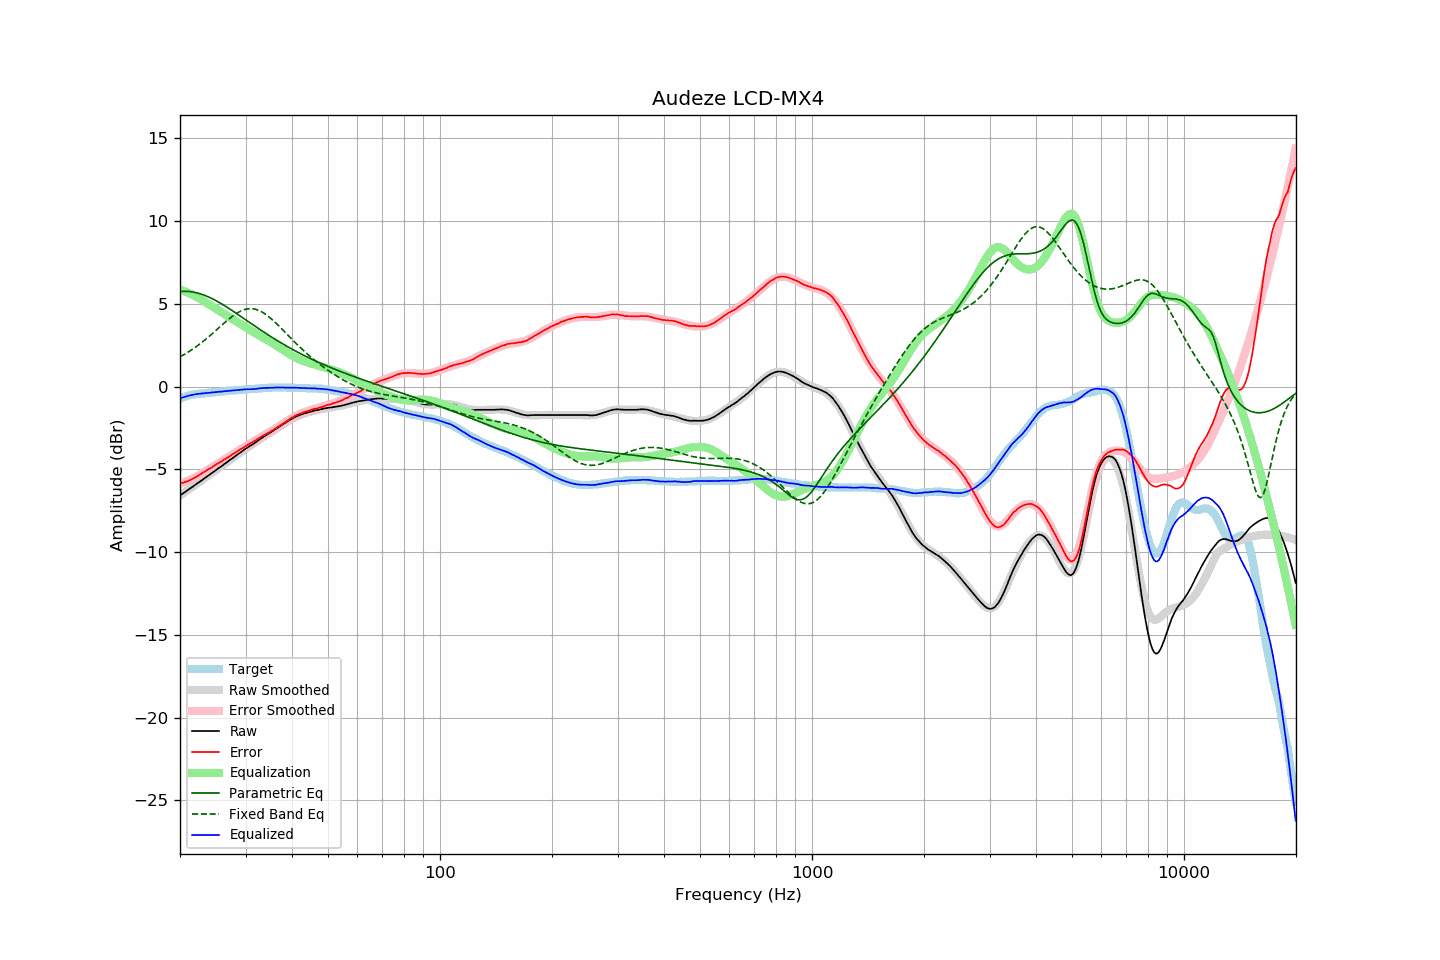 Audeze LCD-MX4
15
10
5
0
−5
−10
−15
−20
−25
Amplitude (dBr)
Target
Raw Smoothed
Error Smoothed
Raw
Error
Equalization
Parametric Eq
Fixed Band Eq
Equalized
100 1000 10000
Frequency (Hz)